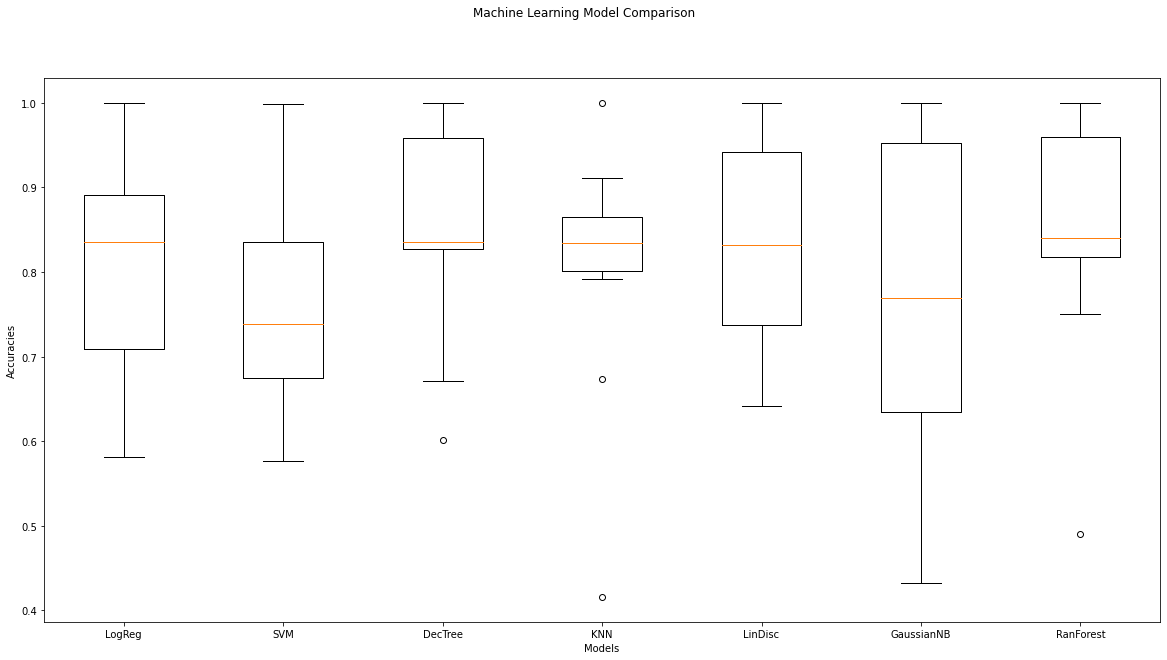 Machine Learning Model Comparison
1.0
0.9
0.8
0.7
0.6
0.5
0.4
Accuracies
LogReg SVM DecTree KNN LinDisc GaussianNB RanForest
Models